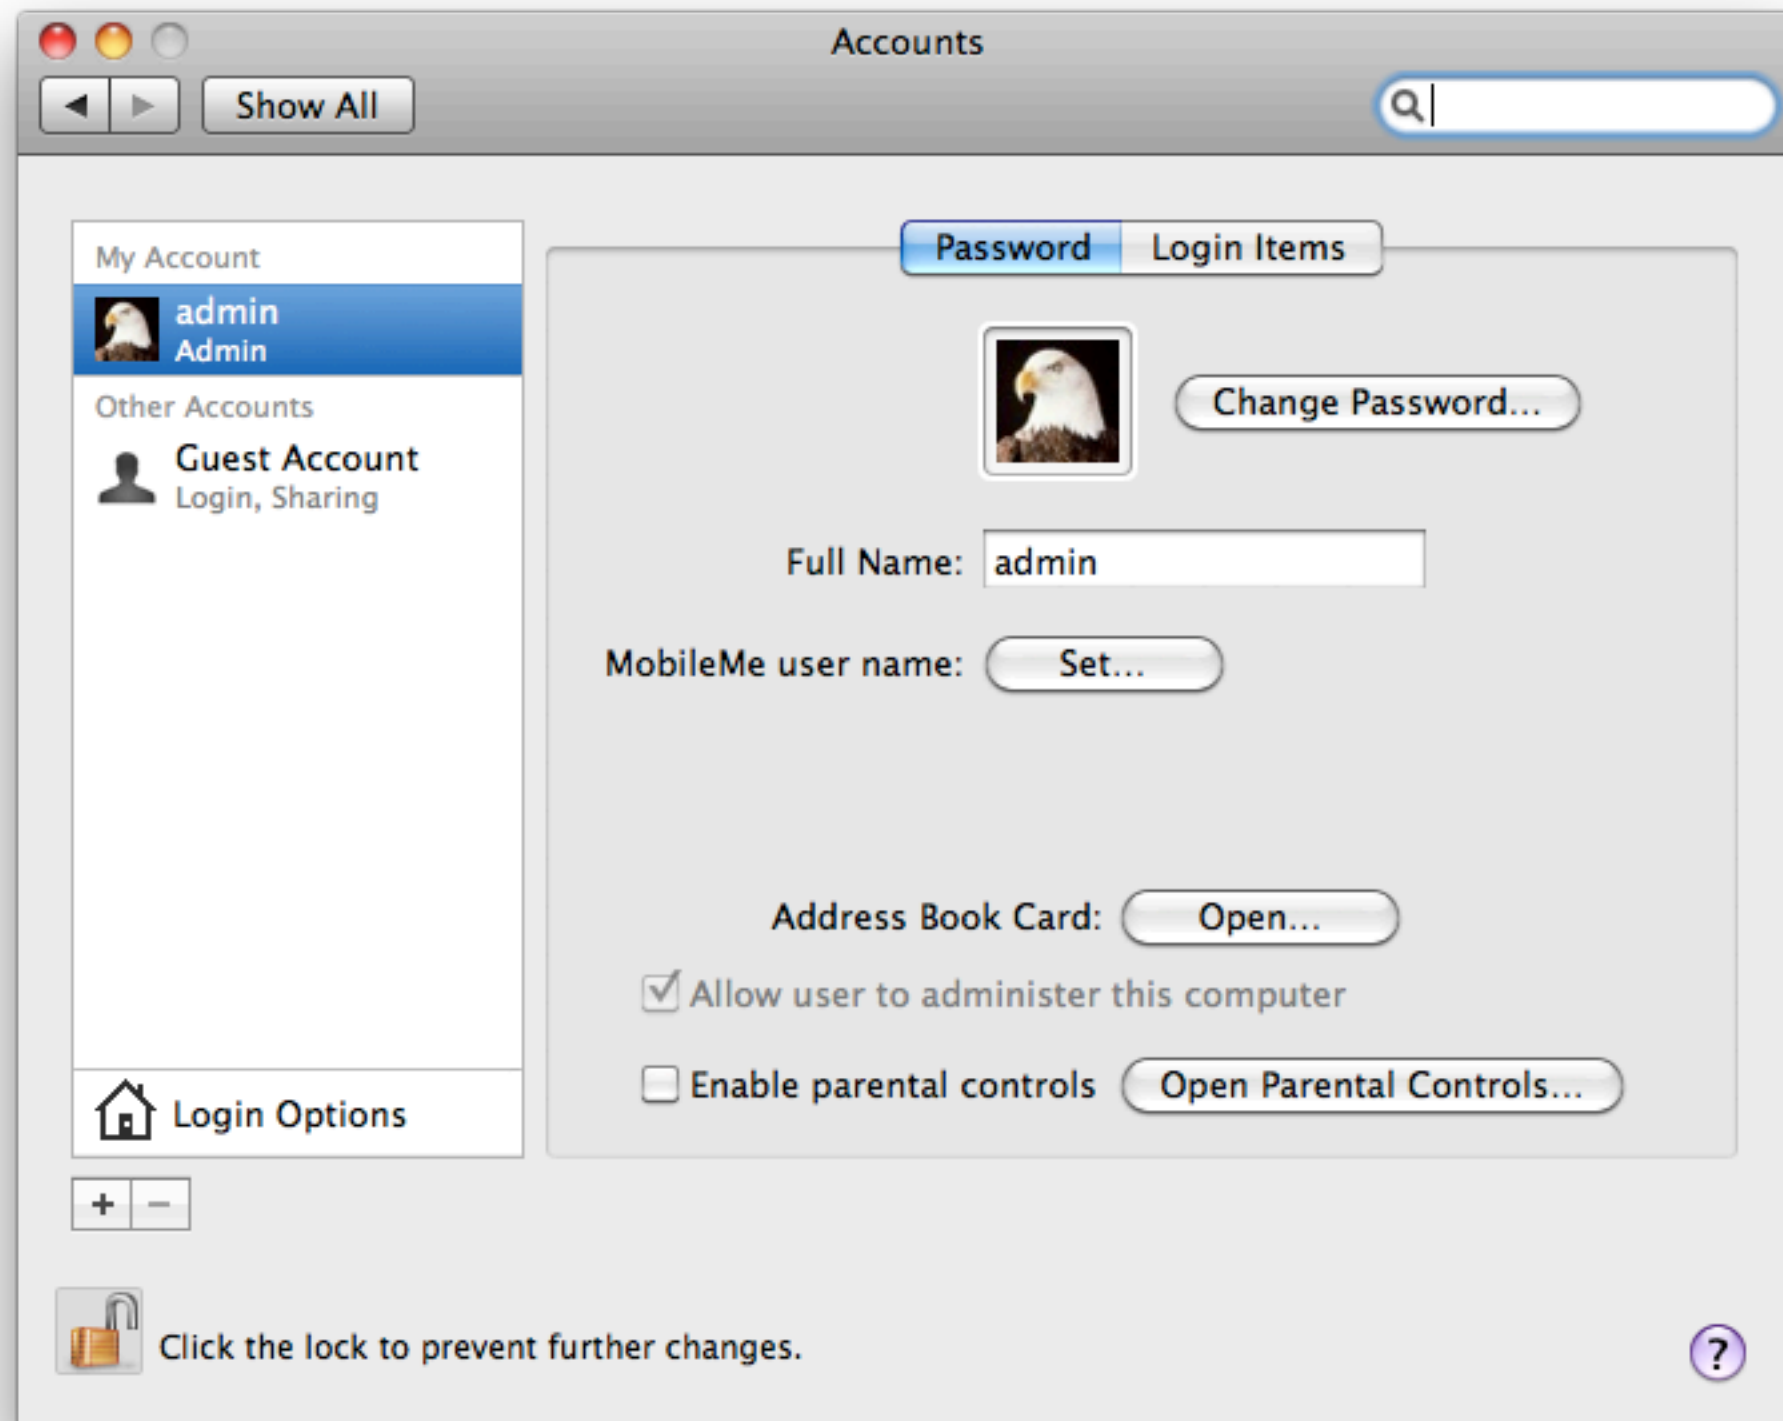 Accounts
Show All
My Account
admin
Admin
Other Accounts
Guest Account
Login, Sharing
Login Options
Password
Login Items
Change Password...
Full Name: admin
MobileMe user name: Set...
Address Book Card: Open...
Allow user to administer this computer
Enable parental controls Open Parental Controls...
+ −
Click the lock to prevent further changes.
?